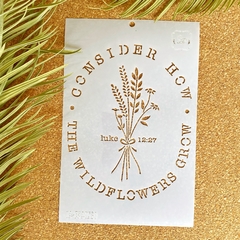 • CONSIDER HOW •
THE WILDFLOWERS GROW
luke 12:27